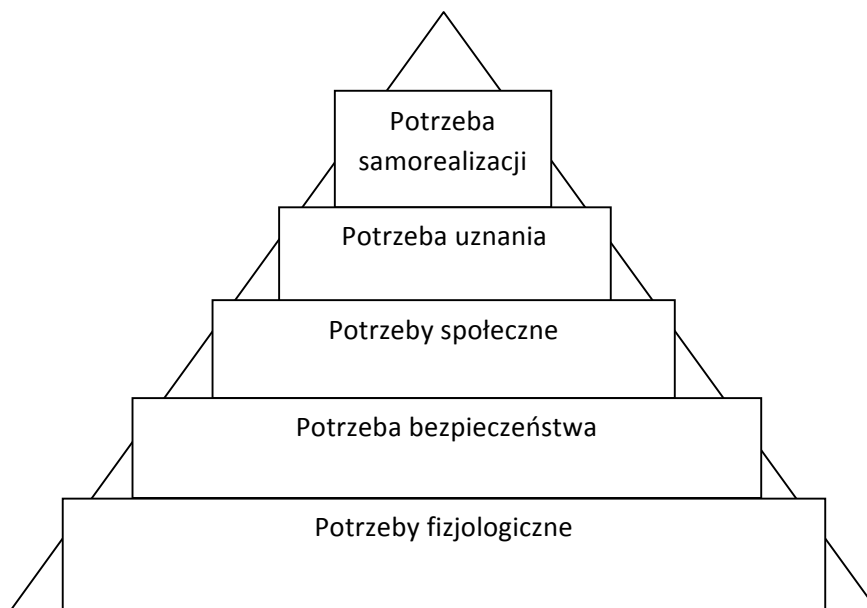 Potrzeba
samorealizacji
Potrzeba uznania
Potrzeby społeczne
Potrzeba bezpieczeństwa
Potrzeby fizjologiczne